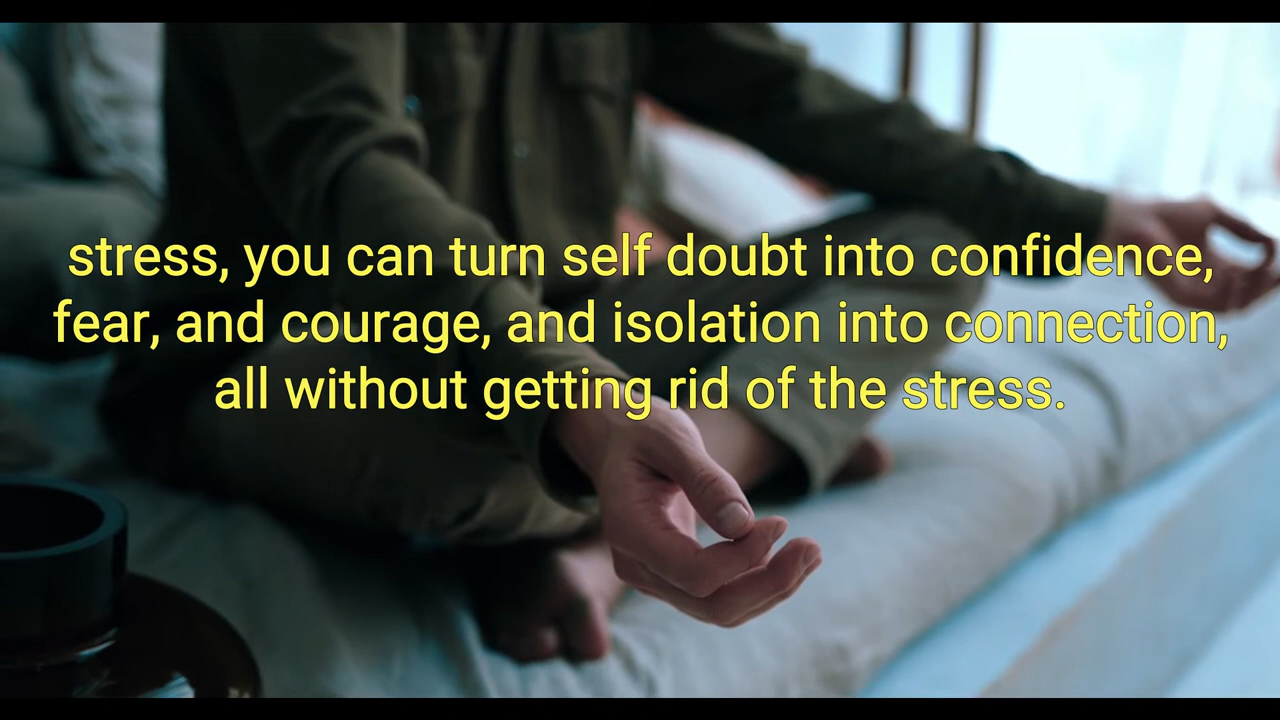 stress, you can turn self doubt into confidence,
fear, and courage, and isolation into connection,
all without getting rid of the stress.